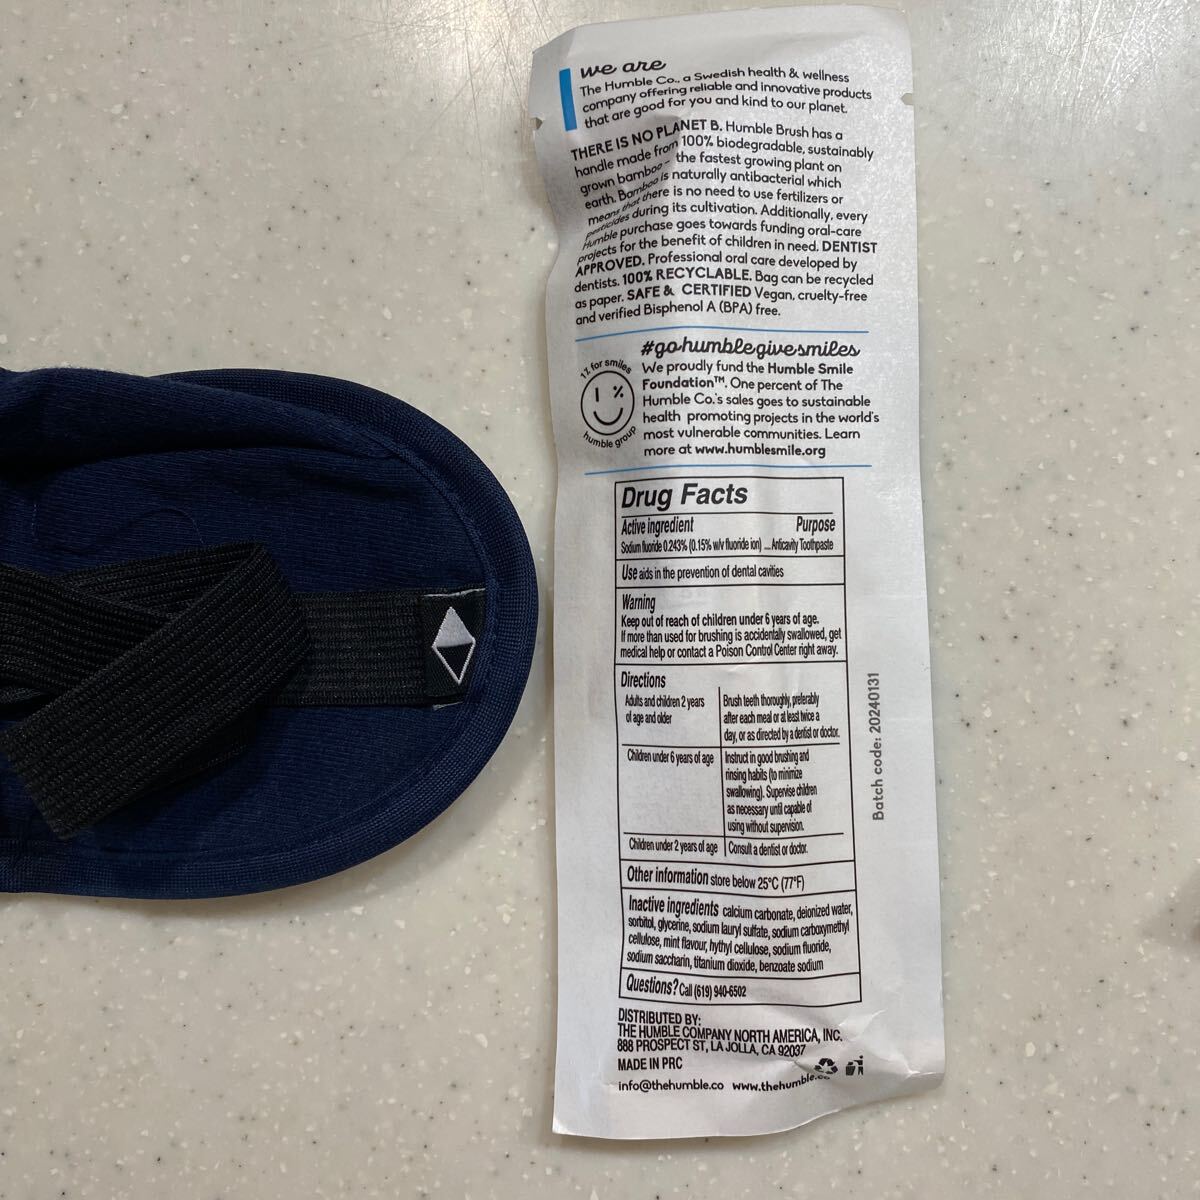 we are
The Humble Co., a Swedish health & wellness
company offering reliable and innovative products
that are good for you and kind to our planet.
THERE IS NO PLANET B. Humble Brush has a
handle made from 100% biodegradable, sustainably
grown bamboo - the fastest growing plant on
earth. Bamboo is naturally antibacterial which
means that there is no need to use fertilizers or
pesticides during its cultivation. Additionally, every
Humble purchase goes towards funding oral-care
projects for the benefit of children in need. DENTIST
APPROVED. Professional oral care developed by
dentists. 100% RECYCLABLE. Bag can be recycled
as paper. SAFE & CERTIFIED Vegan, cruelty-free
and verified Bisphenol A (BPA) free.
1% for smiles
humble group
#gohumblegivesmiles
We proudly fund the Humble Smile
Foundation™. One percent of The
Humble Co.'s sales goes to sustainable
health promoting projects in the world's
most vulnerable communities. Learn
more at www.humblesmile.org
Drug Facts
Active ingredient Purpose
Sodium fluoride 0.243% (0.15% w/v fluoride ion) ....Anticavity Toothpaste
Use aids in the prevention of dental cavities
Warning
Keep out of reach of children under 6 years of age.
If more than used for brushing is accidentally swallowed, get
medical help or contact a Poison Control Center right away.
Directions
Adults and children 2 years
of age and older
Brush teeth thoroughly, preferably
after each meal or at least twice a
day, or as directed by a dentist or doctor.
Children under 6 years of age
Instruct in good brushing and
rinsing habits (to minimize
swallowing). Supervise children
as necessary until capable of
using without supervision.
Children under 2 years of age
Consult a dentist or doctor.
Other information store below 25°C (77°F)
Inactive ingredients calcium carbonate, deionized water,
sorbitol, glycerine, sodium lauryl sulfate, sodium carboxymethyl
cellulose, mint flavour, hythyl cellulose, sodium fluoride,
sodium saccharin, titanium dioxide, benzoate sodium
Questions? Call (619) 940-6502
Batch code: 20240131
DISTRIBUTED BY:
THE HUMBLE COMPANY NORTH AMERICA, INC.
888 PROSPECT ST, LA JOLLA, CA 92037
MADE IN PRC
info@thehumble.co www.thehumble.co